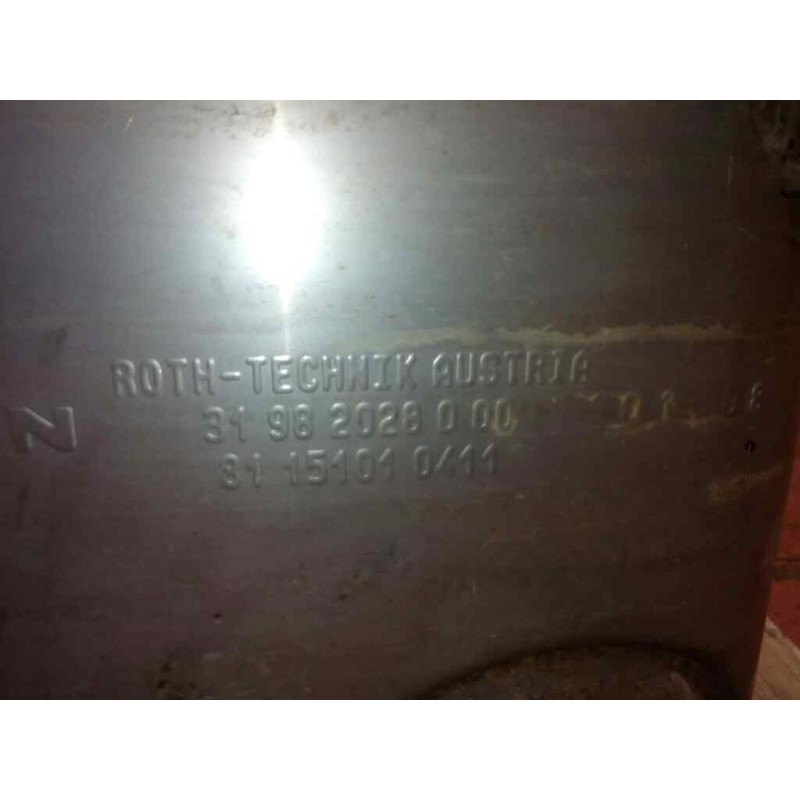 ROTH-TECHNIK AUSTRIA
31 98 2028 0 00
81 15101 0411
N